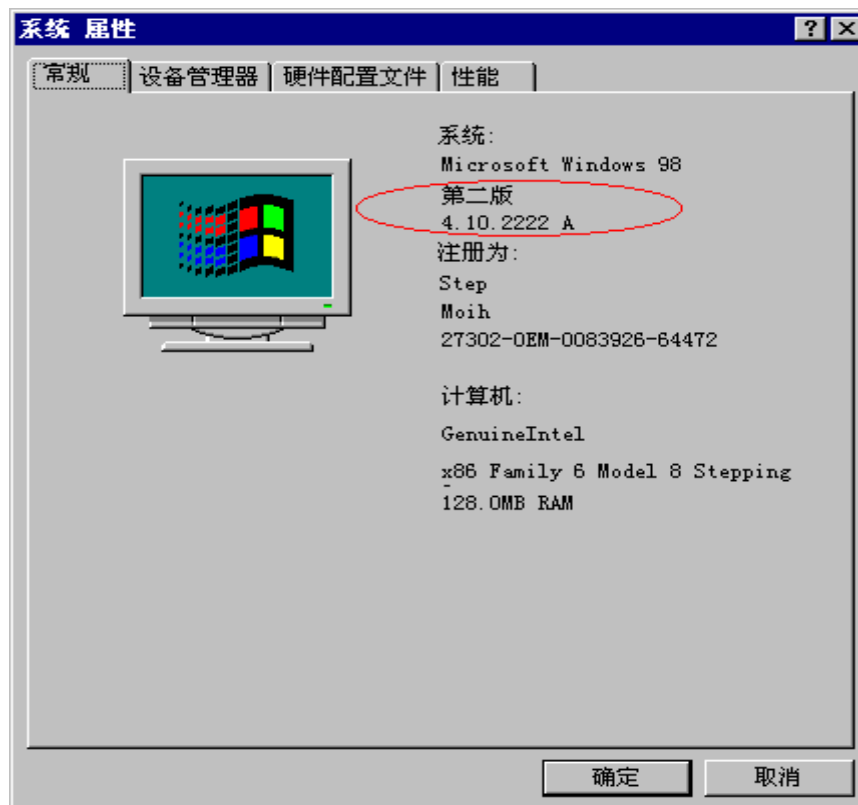 系统 属性
常规 设备管理器 硬件配置文件 性能
系统:
Microsoft Windows 98
第二版
4.10.2222 A
注册为:
Step
Moih
27302-OEM-0083926-64472
计算机:
GenuineIntel
x86 Family 6 Model 8 Stepping
128.0MB RAM
确定 取消